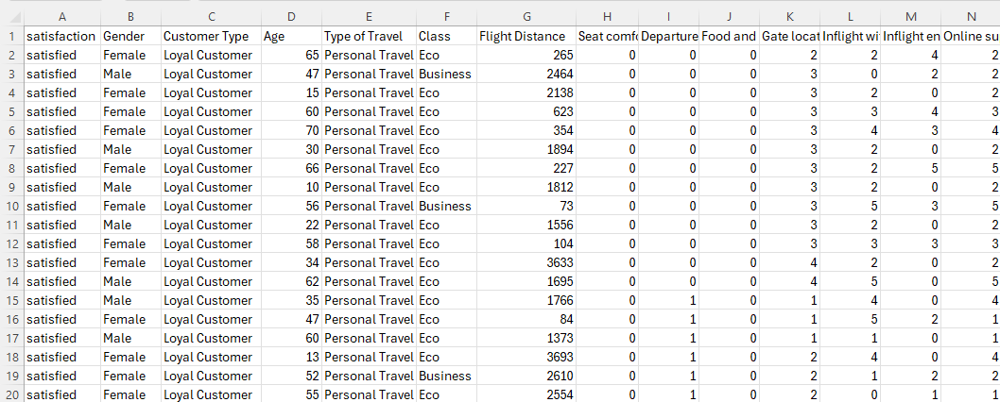 A B C D E F G H I J K L M N
1 satisfaction Gender Customer Type Age Type of Travel Class Flight Distance Seat comfo Departure Food and Gate locat Inflight wi Inflight en Online su
2 satisfied Female Loyal Customer 65 Personal Travel Eco 265 0 0 0 2 2 4 2
3 satisfied Male Loyal Customer 47 Personal Travel Business 2464 0 0 0 3 0 2 2
4 satisfied Female Loyal Customer 15 Personal Travel Eco 2138 0 0 0 3 2 0 2
5 satisfied Female Loyal Customer 60 Personal Travel Eco 623 0 0 0 3 3 4 3
6 satisfied Female Loyal Customer 70 Personal Travel Eco 354 0 0 0 3 4 3 4
7 satisfied Male Loyal Customer 30 Personal Travel Eco 1894 0 0 0 3 2 0 2
8 satisfied Female Loyal Customer 66 Personal Travel Eco 227 0 0 0 3 2 5 5
9 satisfied Male Loyal Customer 10 Personal Travel Eco 1812 0 0 0 3 2 0 2
10 satisfied Female Loyal Customer 56 Personal Travel Business 73 0 0 0 3 5 3 5
11 satisfied Male Loyal Customer 22 Personal Travel Eco 1556 0 0 0 3 2 0 2
12 satisfied Female Loyal Customer 58 Personal Travel Eco 104 0 0 0 3 3 3 3
13 satisfied Female Loyal Customer 34 Personal Travel Eco 3633 0 0 0 4 2 0 2
14 satisfied Male Loyal Customer 62 Personal Travel Eco 1695 0 0 0 4 5 0 5
15 satisfied Male Loyal Customer 35 Personal Travel Eco 1766 0 1 0 1 4 0 4
16 satisfied Female Loyal Customer 47 Personal Travel Eco 84 0 1 0 1 5 2 1
17 satisfied Male Loyal Customer 60 Personal Travel Eco 1373 0 1 0 1 1 0 1
18 satisfied Female Loyal Customer 13 Personal Travel Eco 3693 0 1 0 2 4 0 4
19 satisfied Female Loyal Customer 52 Personal Travel Business 2610 0 1 0 2 1 2 2
20 satisfied Female Loyal Customer 55 Personal Travel Eco 2554 0 1 0 2 0 1 1